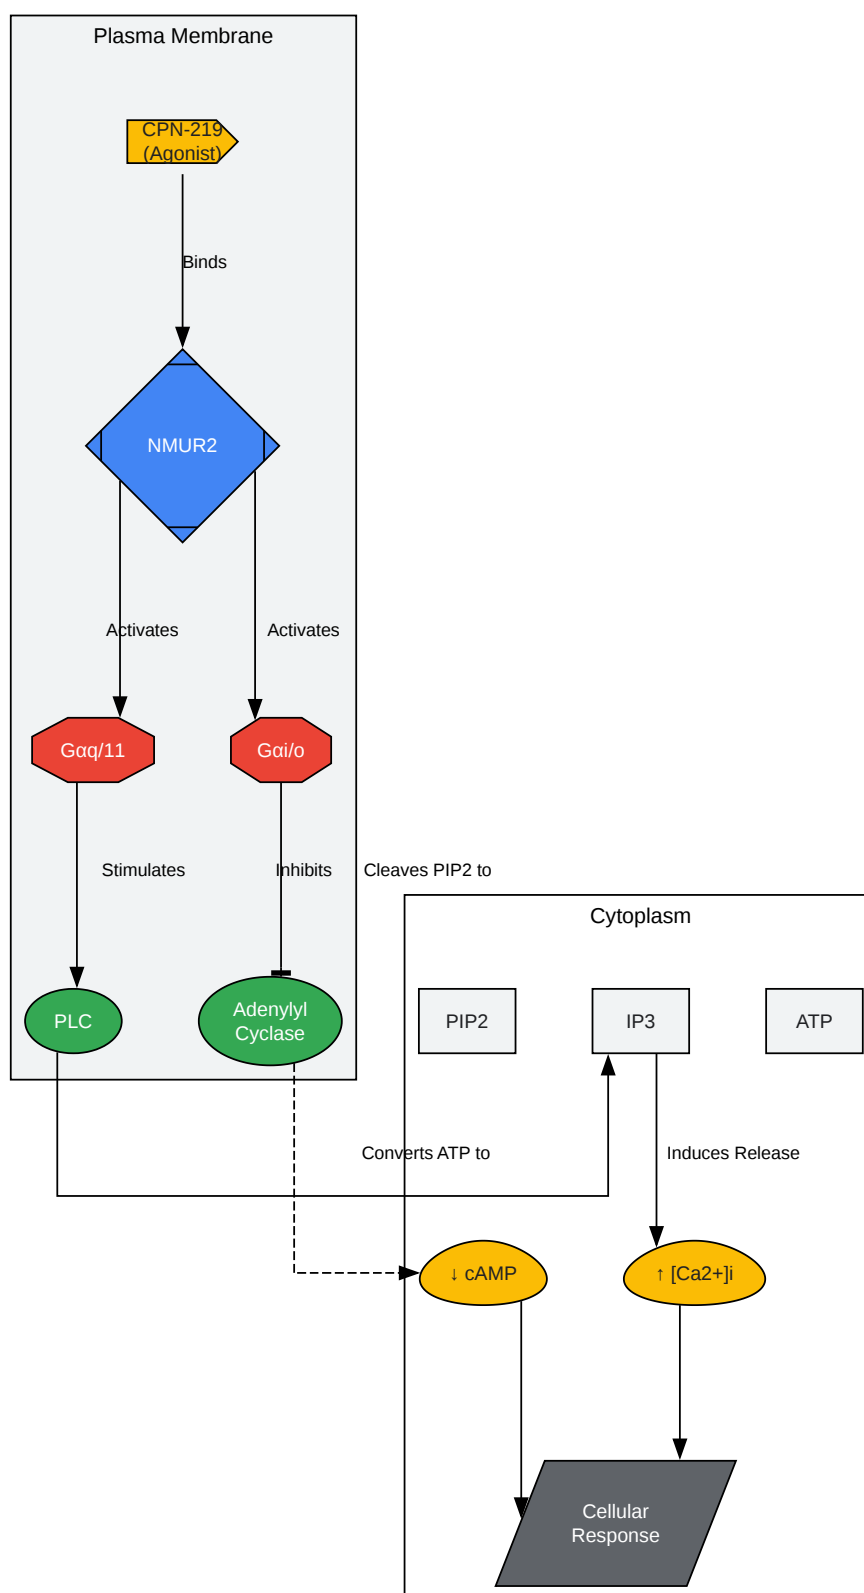 Plasma Membrane
CPN-219
(Agonist)
Binds
NMUR2
Activates
Activates
Gαq/11
Gαi/o
Stimulates
Inhibits
Cleaves PIP2 to
Cytoplasm
PLC
Adenylyl
Cyclase
PIP2
IP3
ATP
Converts ATP to
Induces Release
↓ cAMP
↑ [Ca2+]i
Cellular
Response